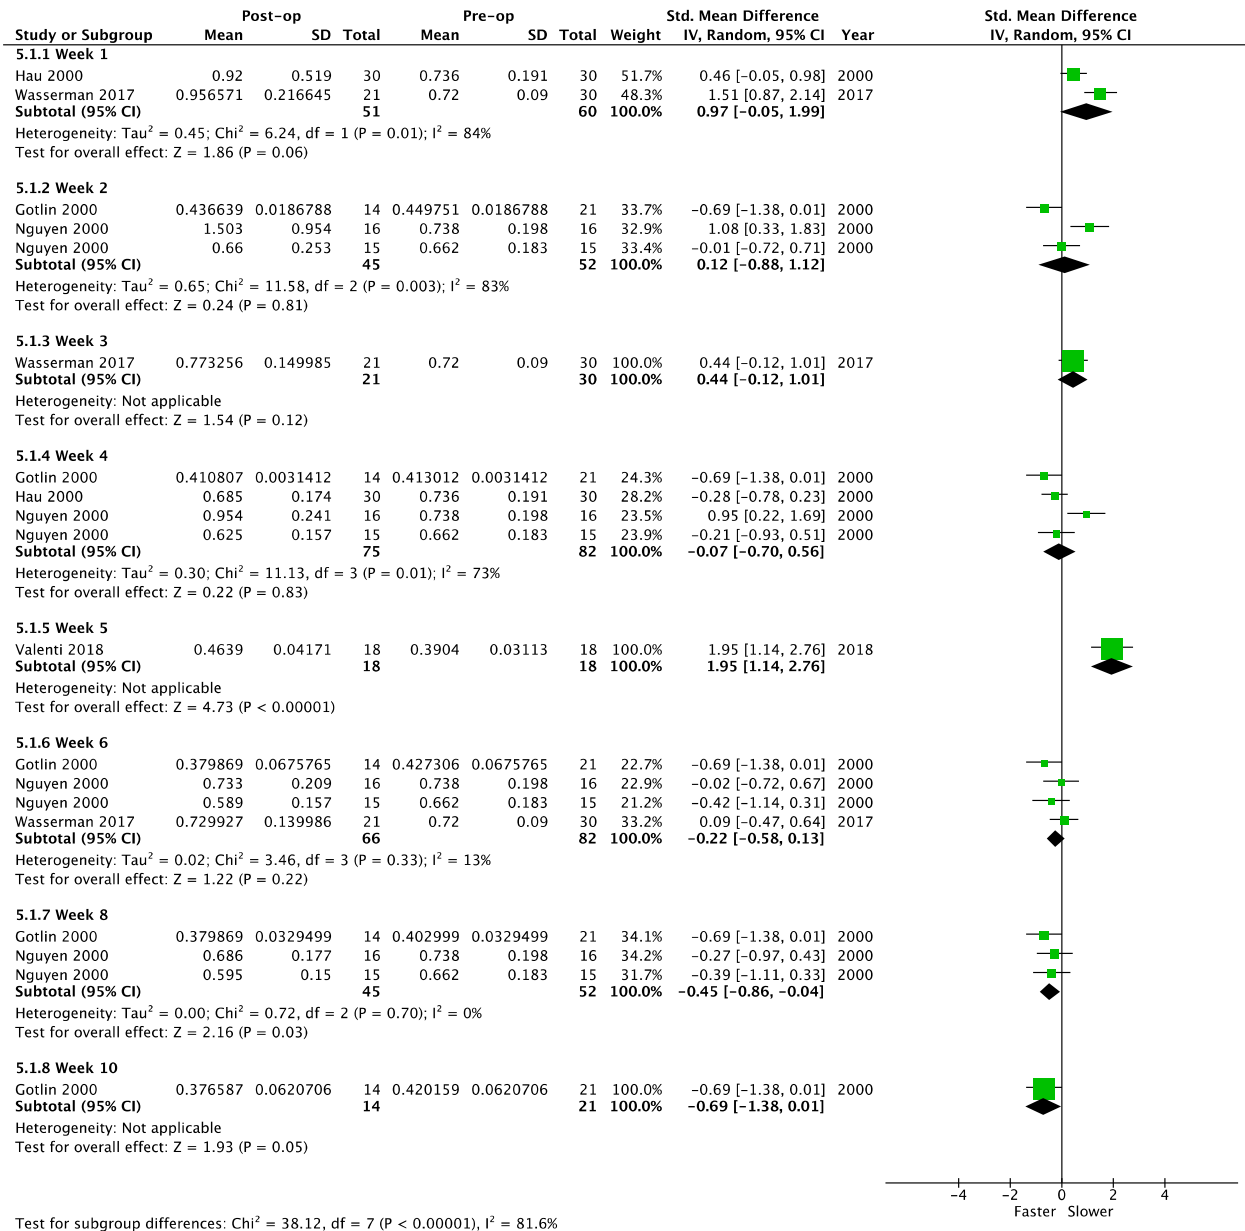 Post-op Pre-op Std. Mean Difference Std. Mean Difference
Study or Subgroup Mean SD Total Mean SD Total Weight IV, Random, 95% CI Year IV, Random, 95% CI
5.1.1 Week 1
Hau 2000 0.92 0.519 30 0.736 0.191 30 51.7% 0.46 [-0.05, 0.98] 2000
Wasserman 2017 0.956571 0.216645 21 0.72 0.09 30 48.3% 1.51 [0.87, 2.14] 2017
Subtotal (95% CI) 51 60 100.0% 0.97 [-0.05, 1.99]
Heterogeneity: Tau² = 0.45; Chi² = 6.24, df = 1 (P = 0.01); I² = 84%
Test for overall effect: Z = 1.86 (P = 0.06)
5.1.2 Week 2
Gotlin 2000 0.436639 0.0186788 14 0.449751 0.0186788 21 33.7% -0.69 [-1.38, 0.01] 2000
Nguyen 2000 1.503 0.954 16 0.738 0.198 16 32.9% 1.08 [0.33, 1.83] 2000
Nguyen 2000 0.66 0.253 15 0.662 0.183 15 33.4% -0.01 [-0.72, 0.71] 2000
Subtotal (95% CI) 45 52 100.0% 0.12 [-0.88, 1.12]
Heterogeneity: Tau² = 0.65; Chi² = 11.58, df = 2 (P = 0.003); I² = 83%
Test for overall effect: Z = 0.24 (P = 0.81)
5.1.3 Week 3
Wasserman 2017 0.773256 0.149985 21 0.72 0.09 30 100.0% 0.44 [-0.12, 1.01] 2017
Subtotal (95% CI) 21 30 100.0% 0.44 [-0.12, 1.01]
Heterogeneity: Not applicable
Test for overall effect: Z = 1.54 (P = 0.12)
5.1.4 Week 4
Gotlin 2000 0.410807 0.0031412 14 0.413012 0.0031412 21 24.3% -0.69 [-1.38, 0.01] 2000
Hau 2000 0.685 0.174 30 0.736 0.191 30 28.2% -0.28 [-0.78, 0.23] 2000
Nguyen 2000 0.954 0.241 16 0.738 0.198 16 23.5% 0.95 [0.22, 1.69] 2000
Nguyen 2000 0.625 0.157 15 0.662 0.183 15 23.9% -0.21 [-0.93, 0.51] 2000
Subtotal (95% CI) 75 82 100.0% -0.07 [-0.70, 0.56]
Heterogeneity: Tau² = 0.30; Chi² = 11.13, df = 3 (P = 0.01); I² = 73%
Test for overall effect: Z = 0.22 (P = 0.83)
5.1.5 Week 5
Valenti 2018 0.4639 0.04171 18 0.3904 0.03113 18 100.0% 1.95 [1.14, 2.76] 2018
Subtotal (95% CI) 18 18 100.0% 1.95 [1.14, 2.76]
Heterogeneity: Not applicable
Test for overall effect: Z = 4.73 (P < 0.00001)
5.1.6 Week 6
Gotlin 2000 0.379869 0.0675765 14 0.427306 0.0675765 21 22.7% -0.69 [-1.38, 0.01] 2000
Nguyen 2000 0.733 0.209 16 0.738 0.198 16 22.9% -0.02 [-0.72, 0.67] 2000
Nguyen 2000 0.589 0.157 15 0.662 0.183 15 21.2% -0.42 [-1.14, 0.31] 2000
Wasserman 2017 0.729927 0.139986 21 0.72 0.09 30 33.2% 0.09 [-0.47, 0.64] 2017
Subtotal (95% CI) 66 82 100.0% -0.22 [-0.58, 0.13]
Heterogeneity: Tau² = 0.02; Chi² = 3.46, df = 3 (P = 0.33); I² = 13%
Test for overall effect: Z = 1.22 (P = 0.22)
5.1.7 Week 8
Gotlin 2000 0.379869 0.0329499 14 0.402999 0.0329499 21 34.1% -0.69 [-1.38, 0.01] 2000
Nguyen 2000 0.686 0.177 16 0.738 0.198 16 34.2% -0.27 [-0.97, 0.43] 2000
Nguyen 2000 0.595 0.15 15 0.662 0.183 15 31.7% -0.39 [-1.11, 0.33] 2000
Subtotal (95% CI) 45 52 100.0% -0.45 [-0.86, -0.04]
Heterogeneity: Tau² = 0.00; Chi² = 0.72, df = 2 (P = 0.70); I² = 0%
Test for overall effect: Z = 2.16 (P = 0.03)
5.1.8 Week 10
Gotlin 2000 0.376587 0.0620706 14 0.420159 0.0620706 21 100.0% -0.69 [-1.38, 0.01] 2000
Subtotal (95% CI) 14 21 100.0% -0.69 [-1.38, 0.01]
Heterogeneity: Not applicable
Test for overall effect: Z = 1.93 (P = 0.05)
-4 -2 0 2 4
Faster Slower
Test for subgroup differences: Chi² = 38.12, df = 7 (P < 0.00001), I² = 81.6%